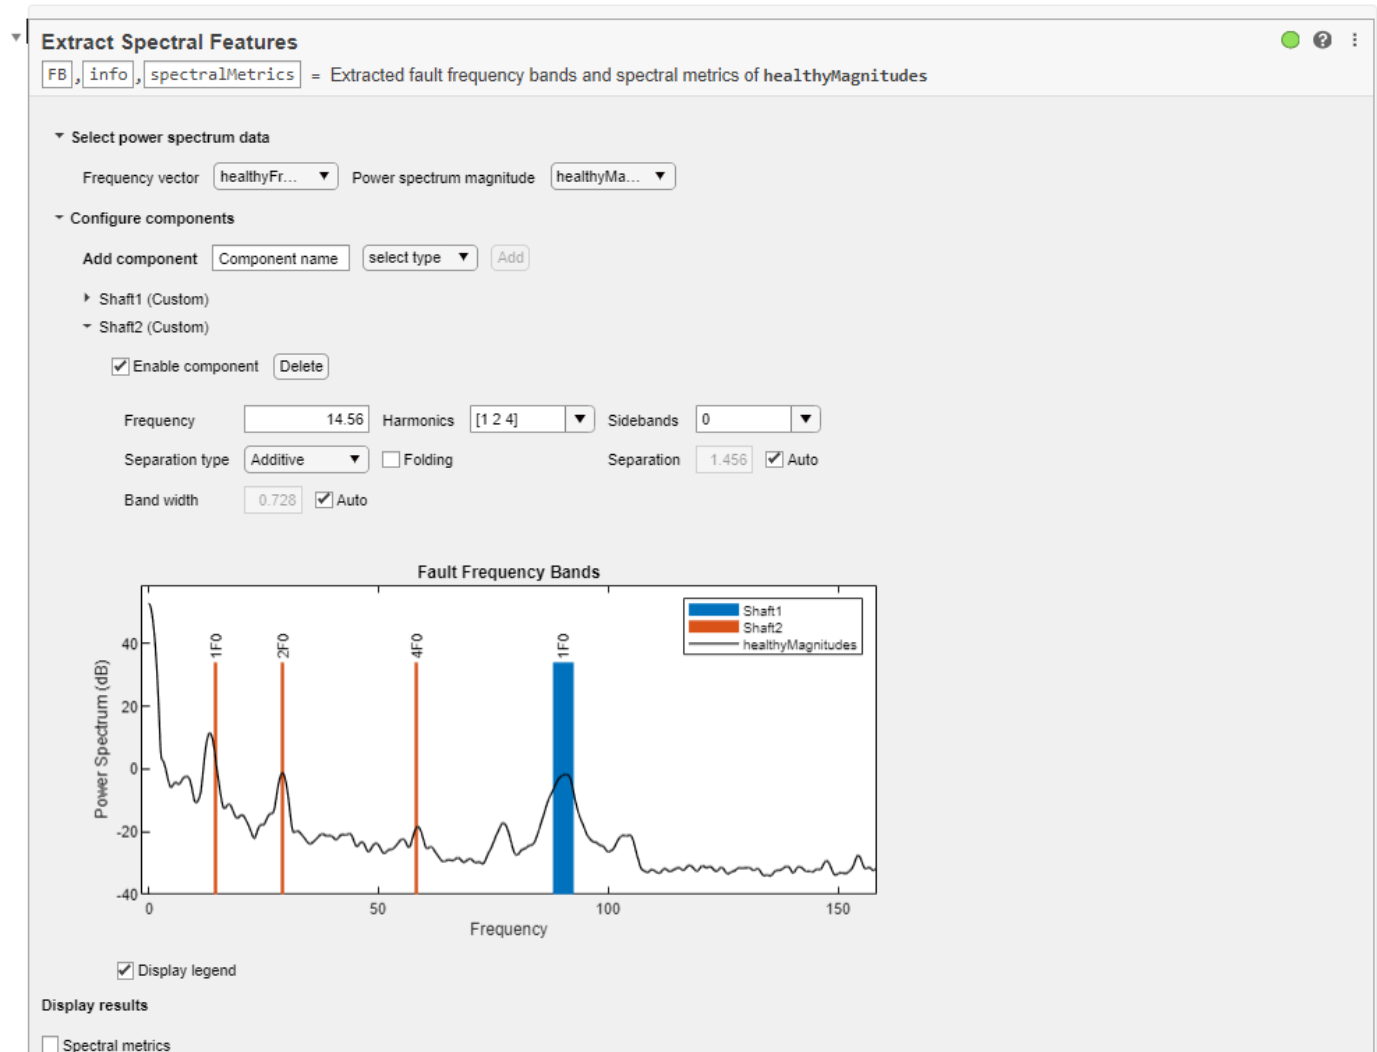 Extract Spectral Features
FB , info , spectralMetrics = Extracted fault frequency bands and spectral metrics of healthyMagnitudes
Select power spectrum data
Frequency vector healthyFr... Power spectrum magnitude healthyMa...
Configure components
Add component Component name select type Add
Shaft1 (Custom)
Shaft2 (Custom)
Enable component Delete
Frequency 14.56 Harmonics [1 2 4] Sidebands 0
Separation type Additive Folding Separation 1.456 Auto
Band width 0.728 Auto
Fault Frequency Bands
Shaft1
Shaft2
healthyMagnitudes
1F0 2F0 4F0 1F0
Power Spectrum (dB)
40
20
0
-20
-40
0 50 100 150
Frequency
Display legend
Display results
Spectral metrics